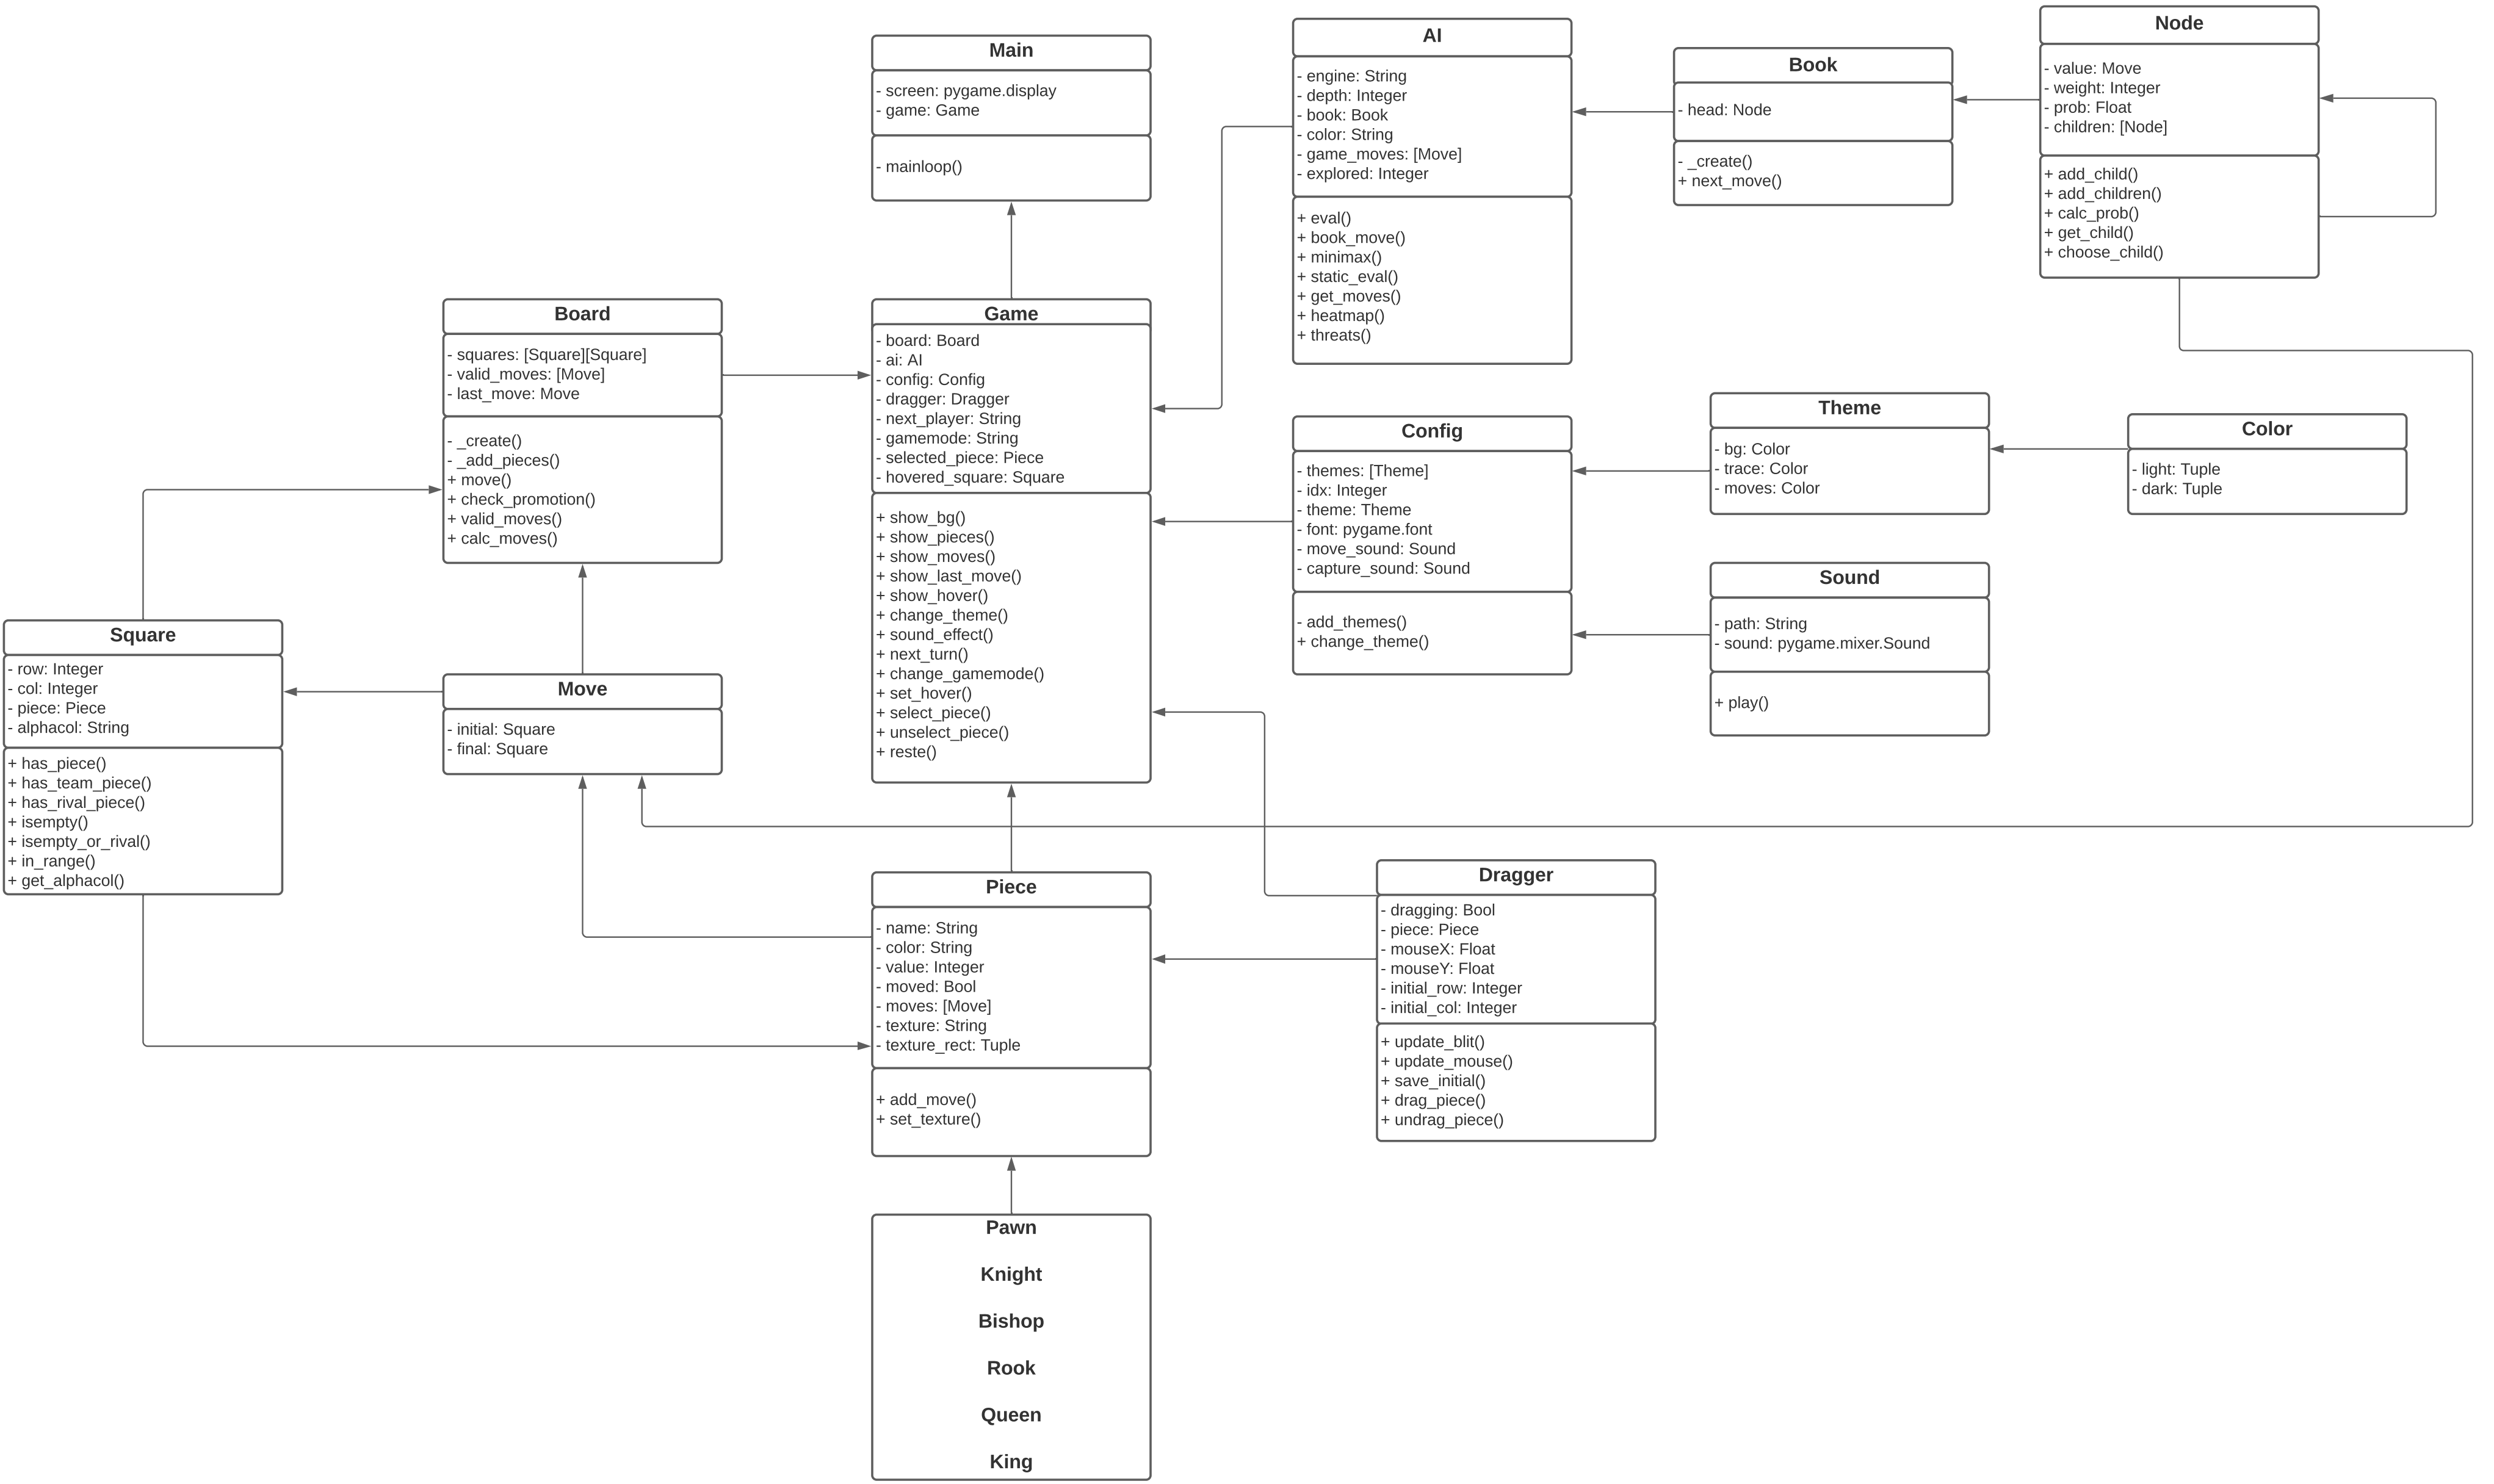 Main
- screen: pygame.display
- game: Game
- mainloop()
AI
- engine: String
- depth: Integer
- book: Book
- color: String
- game_moves: [Move]
- explored: Integer
+ eval()
+ book_move()
+ minimax()
+ static_eval()
+ get_moves()
+ heatmap()
+ threats()
Book
- head: Node
- _create()
+ next_move()
Node
- value: Move
- weight: Integer
- prob: Float
- children: [Node]
+ add_child()
+ add_children()
+ calc_prob()
+ get_child()
+ choose_child()
Board
- squares: [Square][Square]
- valid_moves: [Move]
- last_move: Move
- _create()
- _add_pieces()
+ move()
+ check_promotion()
+ valid_moves()
+ calc_moves()
Game
- board: Board
- ai: AI
- config: Config
- dragger: Dragger
- next_player: String
- gamemode: String
- selected_piece: Piece
- hovered_square: Square
+ show_bg()
+ show_pieces()
+ show_moves()
+ show_last_move()
+ show_hover()
+ change_theme()
+ sound_effect()
+ next_turn()
+ change_gamemode()
+ set_hover()
+ select_piece()
+ unselect_piece()
+ reste()
Config
- themes: [Theme]
- idx: Integer
- theme: Theme
- font: pygame.font
- move_sound: Sound
- capture_sound: Sound
- add_themes()
+ change_theme()
Theme
- bg: Color
- trace: Color
- moves: Color
Color
- light: Tuple
- dark: Tuple
Sound
- path: String
- sound: pygame.mixer.Sound
+ play()
Square
- row: Integer
- col: Integer
- piece: Piece
- alphacol: String
+ has_piece()
+ has_team_piece()
+ has_rival_piece()
+ isempty()
+ isempty_or_rival()
+ in_range()
+ get_alphacol()
Move
- initial: Square
- final: Square
Piece
- name: String
- color: String
- value: Integer
- moved: Bool
- moves: [Move]
- texture: String
- texture_rect: Tuple
+ add_move()
+ set_texture()
Dragger
- dragging: Bool
- piece: Piece
- mouseX: Float
- mouseY: Float
- initial_row: Integer
- initial_col: Integer
+ update_blit()
+ update_mouse()
+ save_initial()
+ drag_piece()
+ undrag_piece()
Pawn
Knight
Bishop
Rook
Queen
King